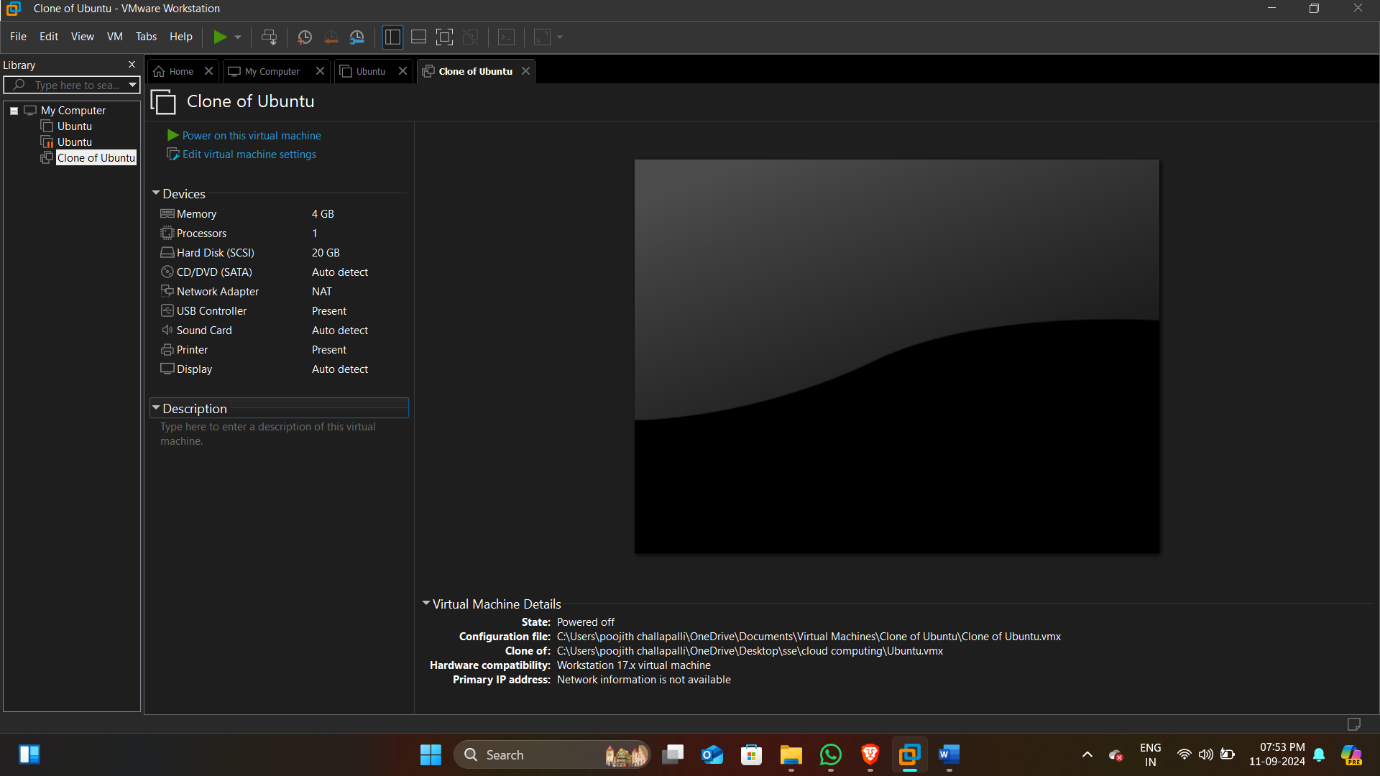 Clone of Ubuntu - VMware Workstation
File Edit View VM Tabs Help
Library
Type here to sea...
My Computer
Ubuntu
Ubuntu
Clone of Ubuntu
Home
My Computer
Ubuntu
Clone of Ubuntu
Clone of Ubuntu
Power on this virtual machine
Edit virtual machine settings
Devices
Memory 4 GB
Processors 1
Hard Disk (SCSI) 20 GB
CD/DVD (SATA) Auto detect
Network Adapter NAT
USB Controller Present
Sound Card Auto detect
Printer Present
Display Auto detect
Description
Type here to enter a description of this virtual
machine.
Virtual Machine Details
State: Powered off
Configuration file: C:\Users\poojith challapalli\OneDrive\Documents\Virtual Machines\Clone of Ubuntu\Clone of Ubuntu.vmx
Clone of: C:\Users\poojith challapalli\OneDrive\Desktop\sse\cloud computing\Ubuntu.vmx
Hardware compatibility: Workstation 17.x virtual machine
Primary IP address: Network information is not available
Search
ENG
IN
07:53 PM
11-09-2024
PRE